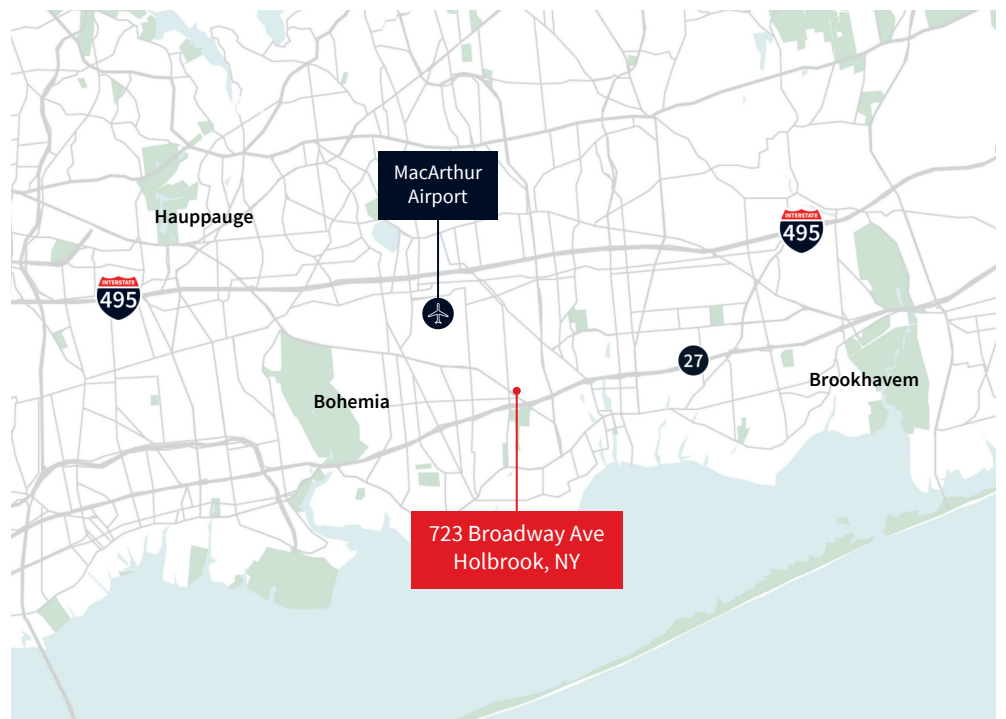 MacArthur
Airport
Hauppauge
INTERSTATE
495
INTERSTATE
495
27
Brookhavem
Bohemia
723 Broadway Ave
Holbrook, NY